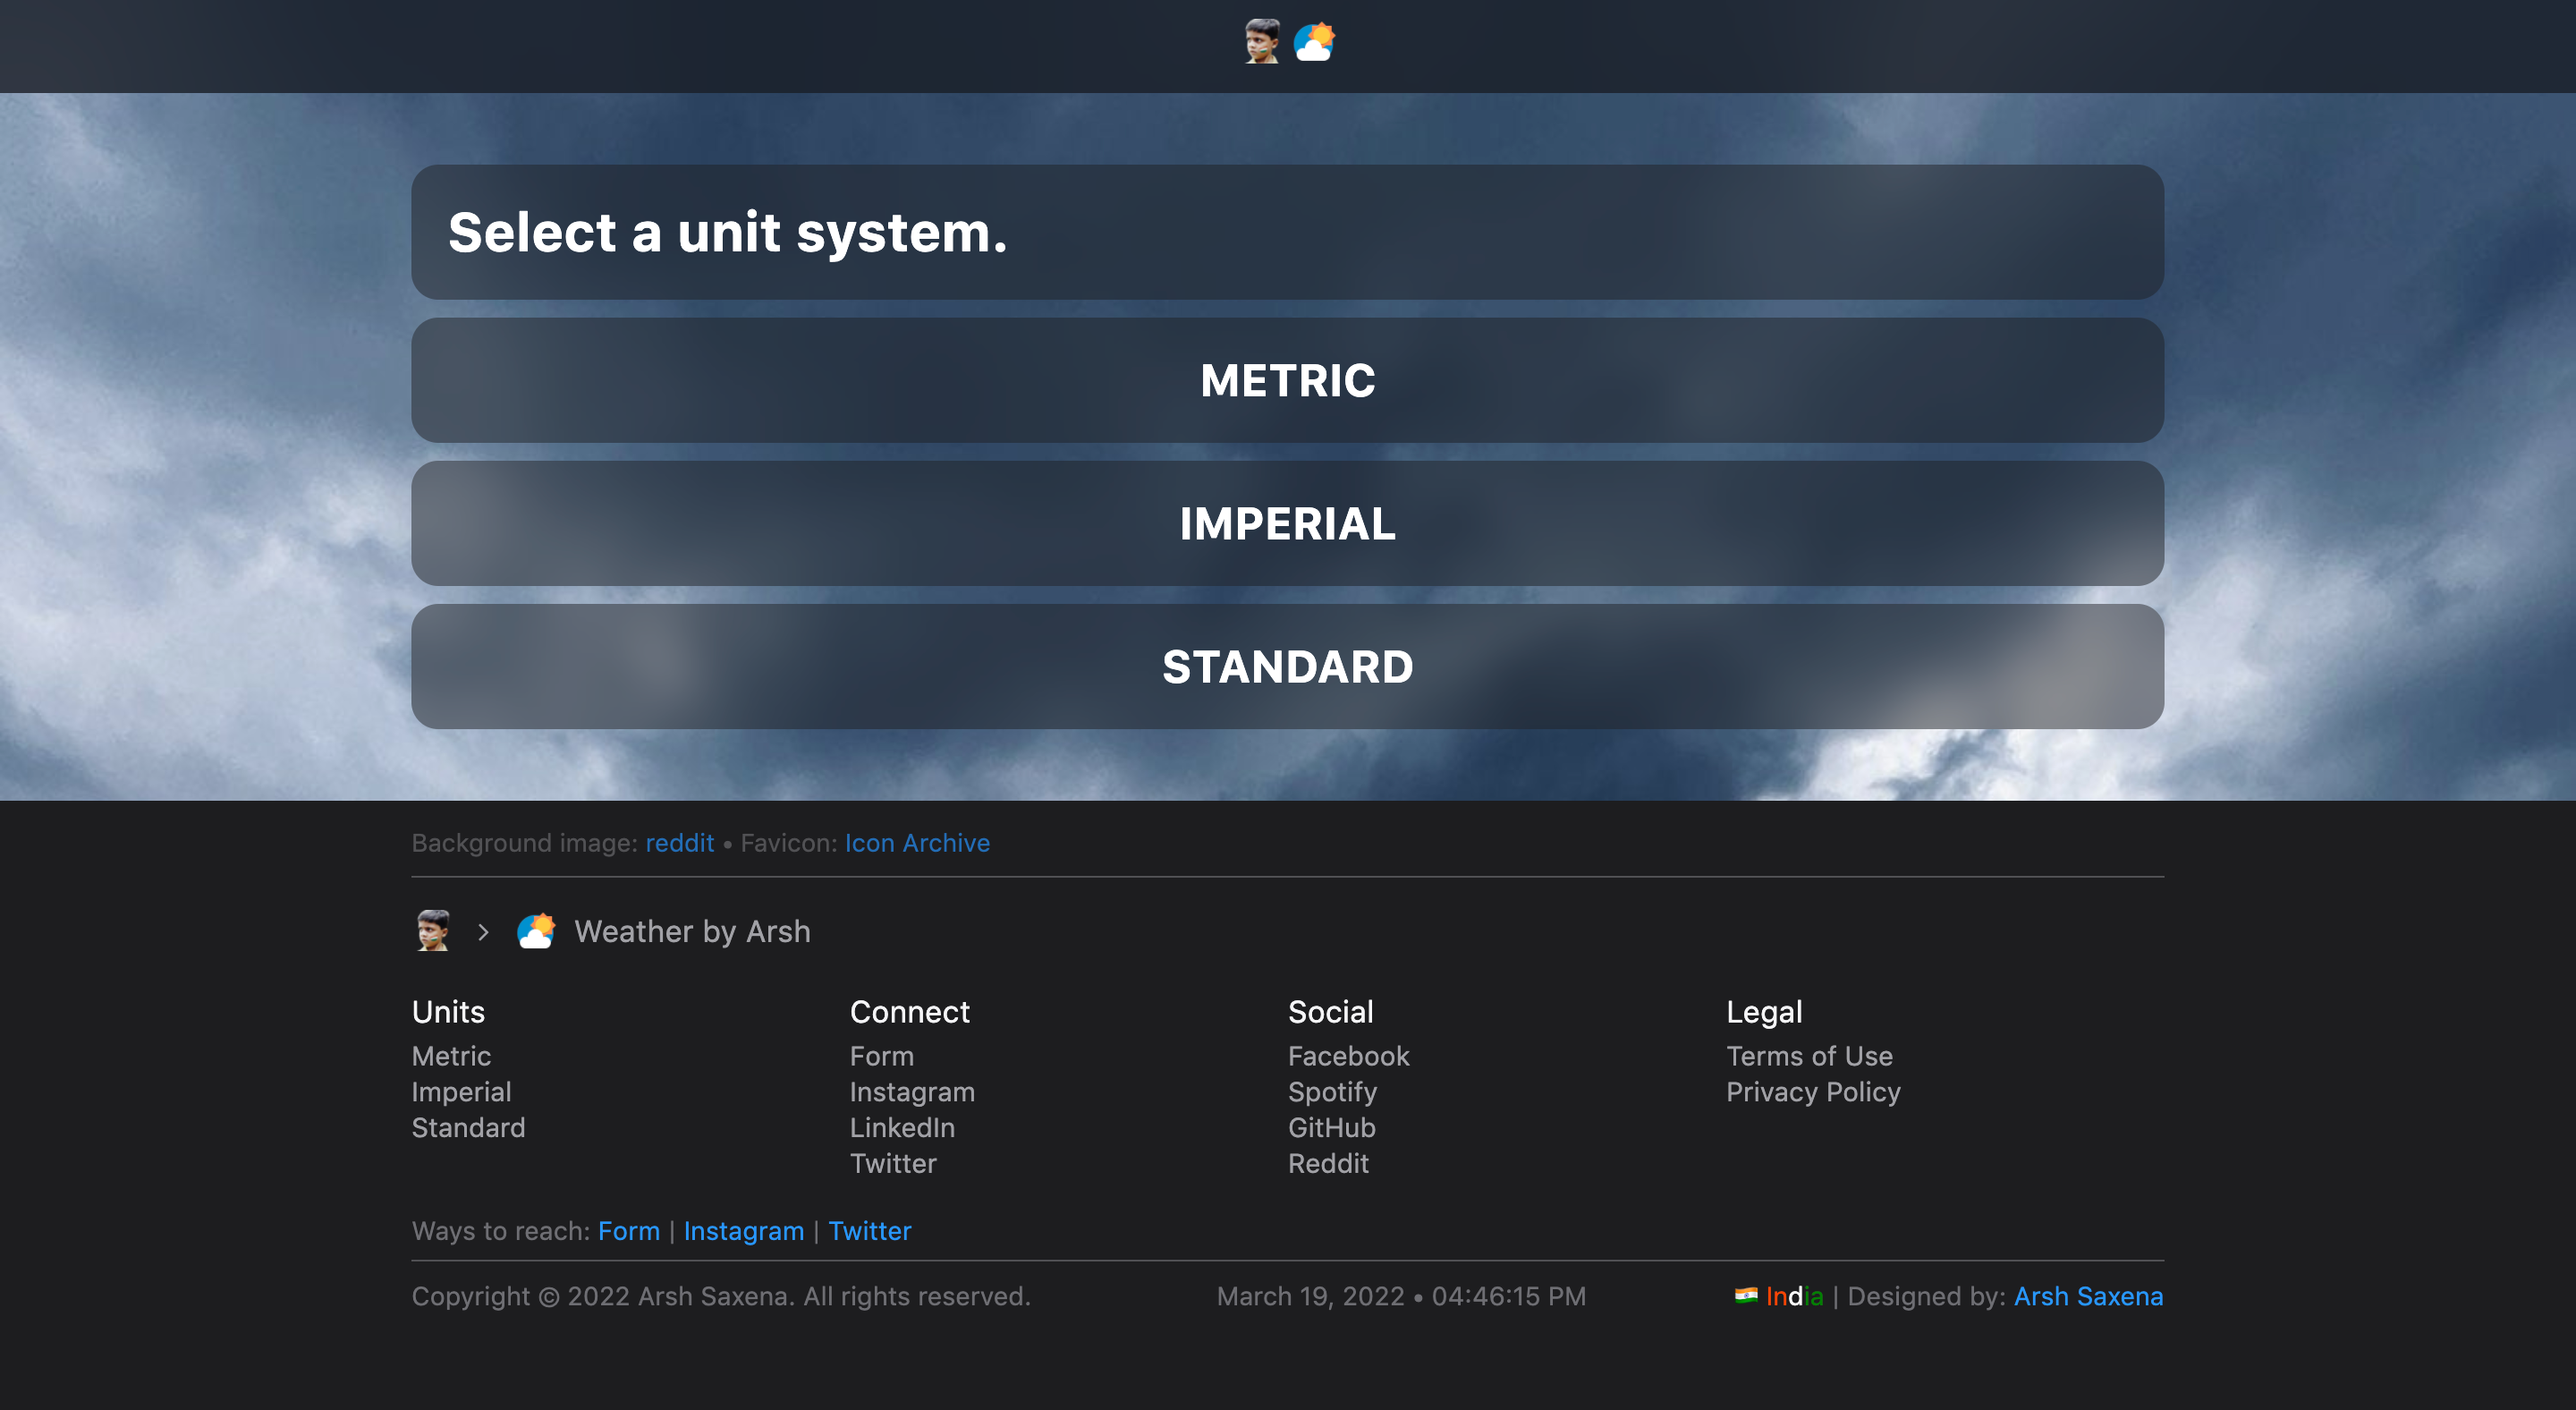 Select a unit system.
METRIC
IMPERIAL
STANDARD
Background image: reddit • Favicon: Icon Archive
Weather by Arsh
Units
Metric
Imperial
Standard
Connect
Form
Instagram
LinkedIn
Twitter
Social
Facebook
Spotify
GitHub
Reddit
Legal
Terms of Use
Privacy Policy
Ways to reach: Form | Instagram | Twitter
Copyright © 2022 Arsh Saxena. All rights reserved.
March 19, 2022 • 04:46:15 PM
🇮🇳 India | Designed by: Arsh Saxena